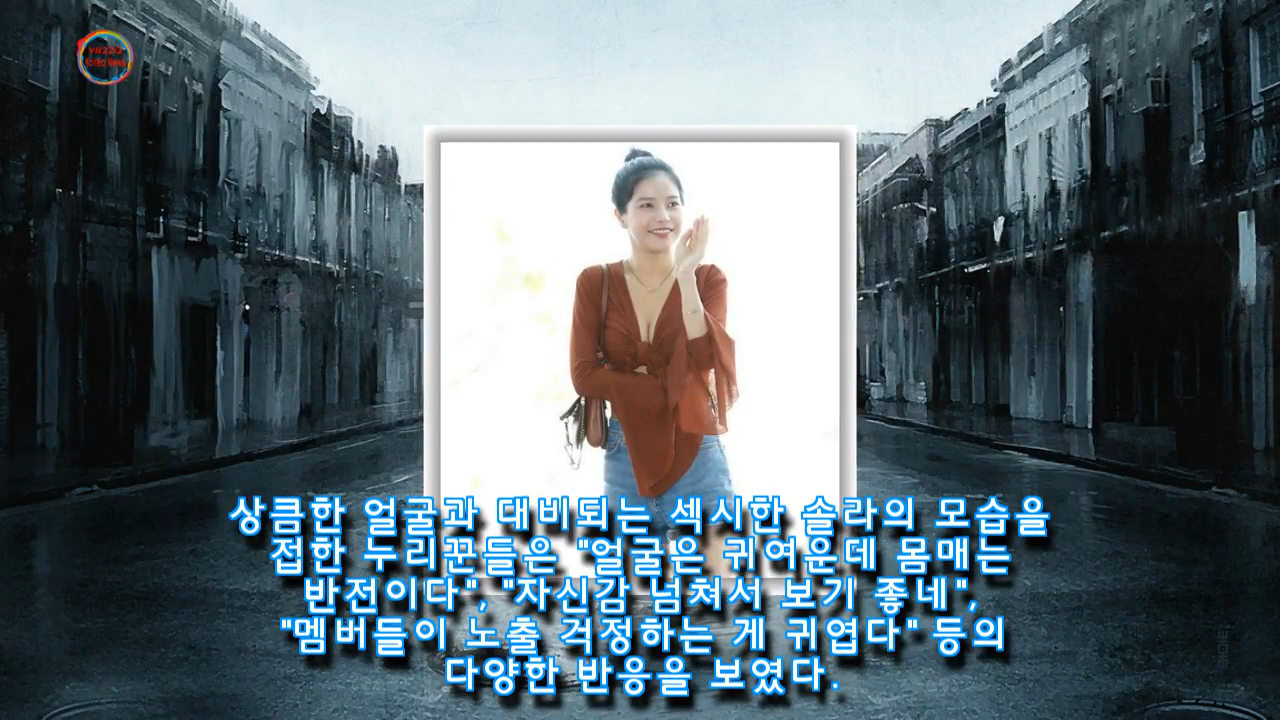 상큼한 얼굴과 대비되는 섹시한 솔라의 모습을
접한 누리꾼들은 "얼굴은 귀여운데 몸매는
반전이다", "자신감 넘쳐서 보기 좋네",
"멤버들이 노출 걱정하는 게 귀엽다" 등의
다양한 반응을 보였다.